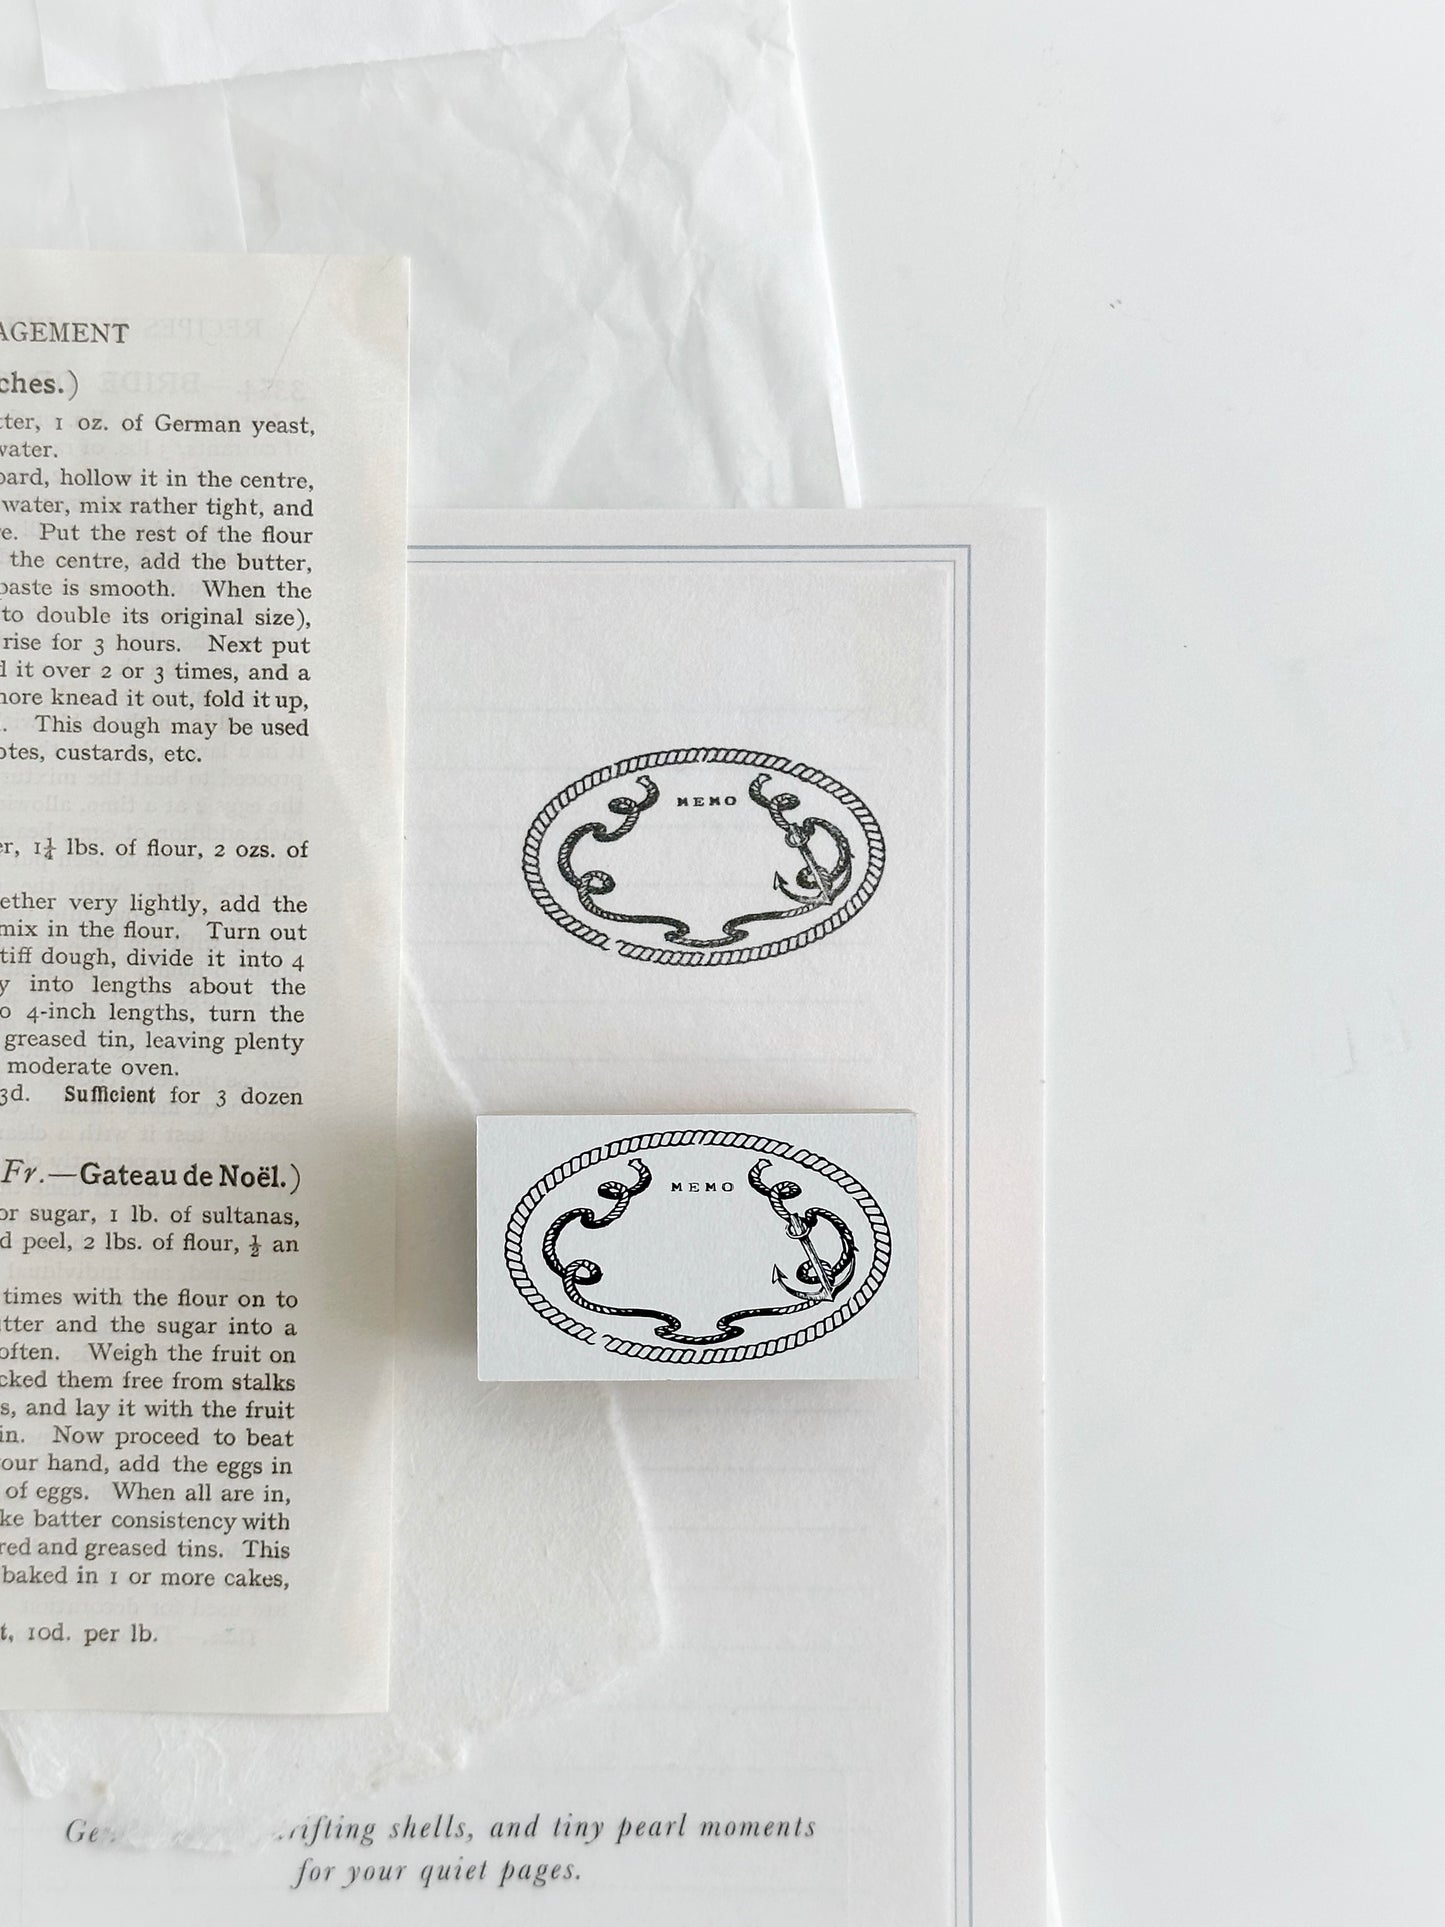 AGEMENT
ches.)
tter, 1 oz. of German yeast,
water.
oard, hollow it in the centre,
water, mix rather tight, and
re. Put the rest of the flour
the centre, add the butter,
paste is smooth. When the
to double its original size),
rise for 3 hours. Next put
d it over 2 or 3 times, and a
more knead it out, fold it up,
. This dough may be used
otes, custards, etc.
er, 1¼ lbs. of flour, 2 ozs. of
ether very lightly, add the
mix in the flour. Turn out
tiff dough, divide it into 4
y into lengths about the
o 4-inch lengths, turn the
greased tin, leaving plenty
moderate oven.
3d. Sufficient for 3 dozen
Fr.—Gateau de Noël.)
or sugar, 1 lb. of sultanas,
d peel, 2 lbs. of flour, ½ an
times with the flour on to
tter and the sugar into a
often. Weigh the fruit on
cked them free from stalks
s, and lay it with the fruit
in. Now proceed to beat
our hand, add the eggs in
of eggs. When all are in,
ke batter consistency with
red and greased tins. This
baked in 1 or more cakes,
t, 10d. per lb.
MEMO
MEMO
rifting shells, and tiny pearl moments
for your quiet pages.